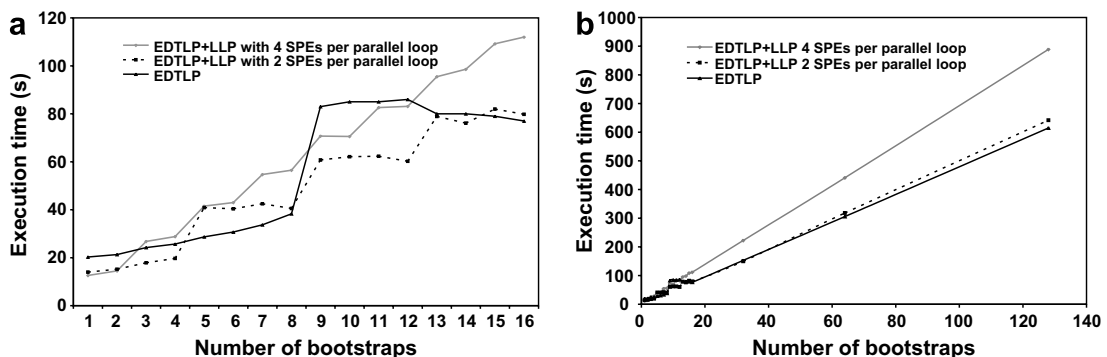 a
120
100
80
60
40
20
0
Execution time (s)
EDTLP+LLP with 4 SPEs per parallel loop
EDTLP+LLP with 2 SPEs per parallel loop
EDTLP
1 2 3 4 5 6 7 8 9 10 11 12 13 14 15 16
Number of bootstraps
b
1000
900
800
700
600
500
400
300
200
100
0
Execution time (s)
EDTLP+LLP 4 SPEs per parallel loop
EDTLP+LLP 2 SPEs per parallel loop
EDTLP
0 20 40 60 80 100 120 140
Number of bootstraps